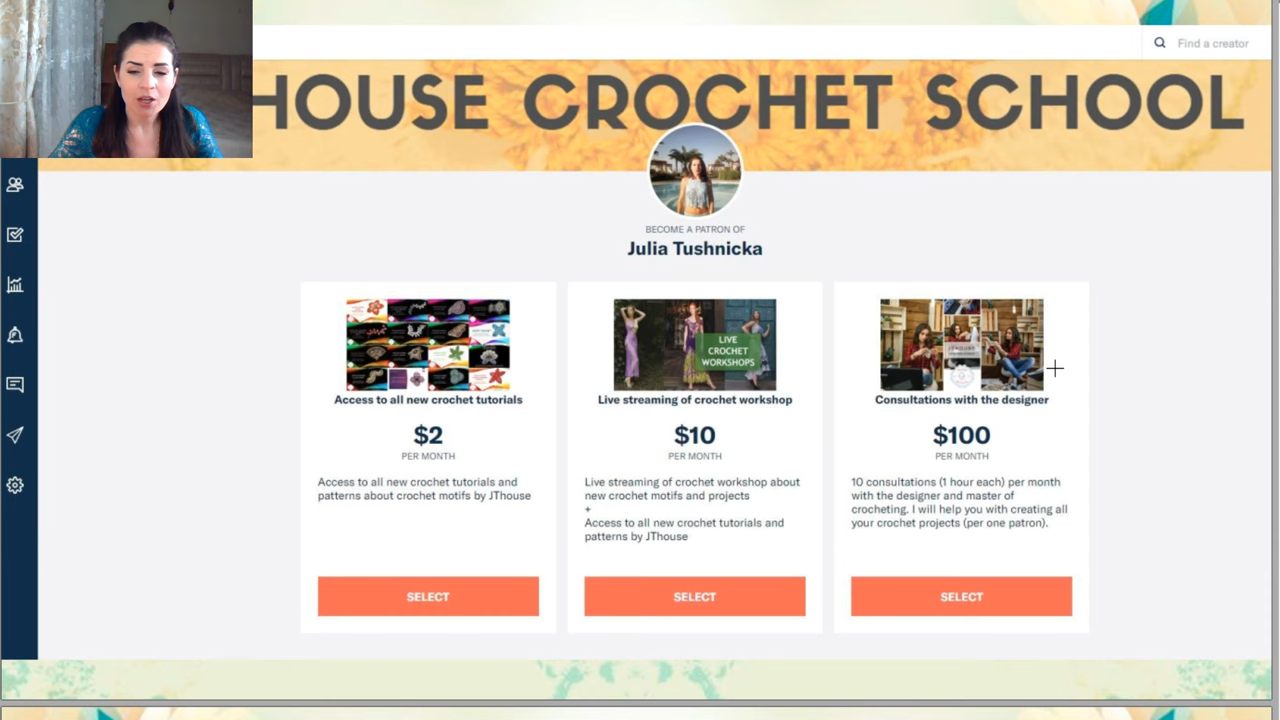 Find a creator
HOUSE CROCHET SCHOOL
BECOME A PATRON OF
Julia Tushnicka
LIVE
CROCHET
WORKSHOPS
Access to all new crochet tutorials
$2
PER MONTH
Access to all new crochet tutorials and
patterns about crochet motifs by JThouse
SELECT
Live streaming of crochet workshop
$10
PER MONTH
Live streaming of crochet workshop about
new crochet motifs and projects
+
Access to all new crochet tutorials and
patterns by JThouse
SELECT
JTHOUSE
Consultations with the designer
$100
PER MONTH
10 consultations (1 hour each) per month
with the designer and master of
crocheting. I will help you with creating all
your crochet projects (per one patron).
SELECT